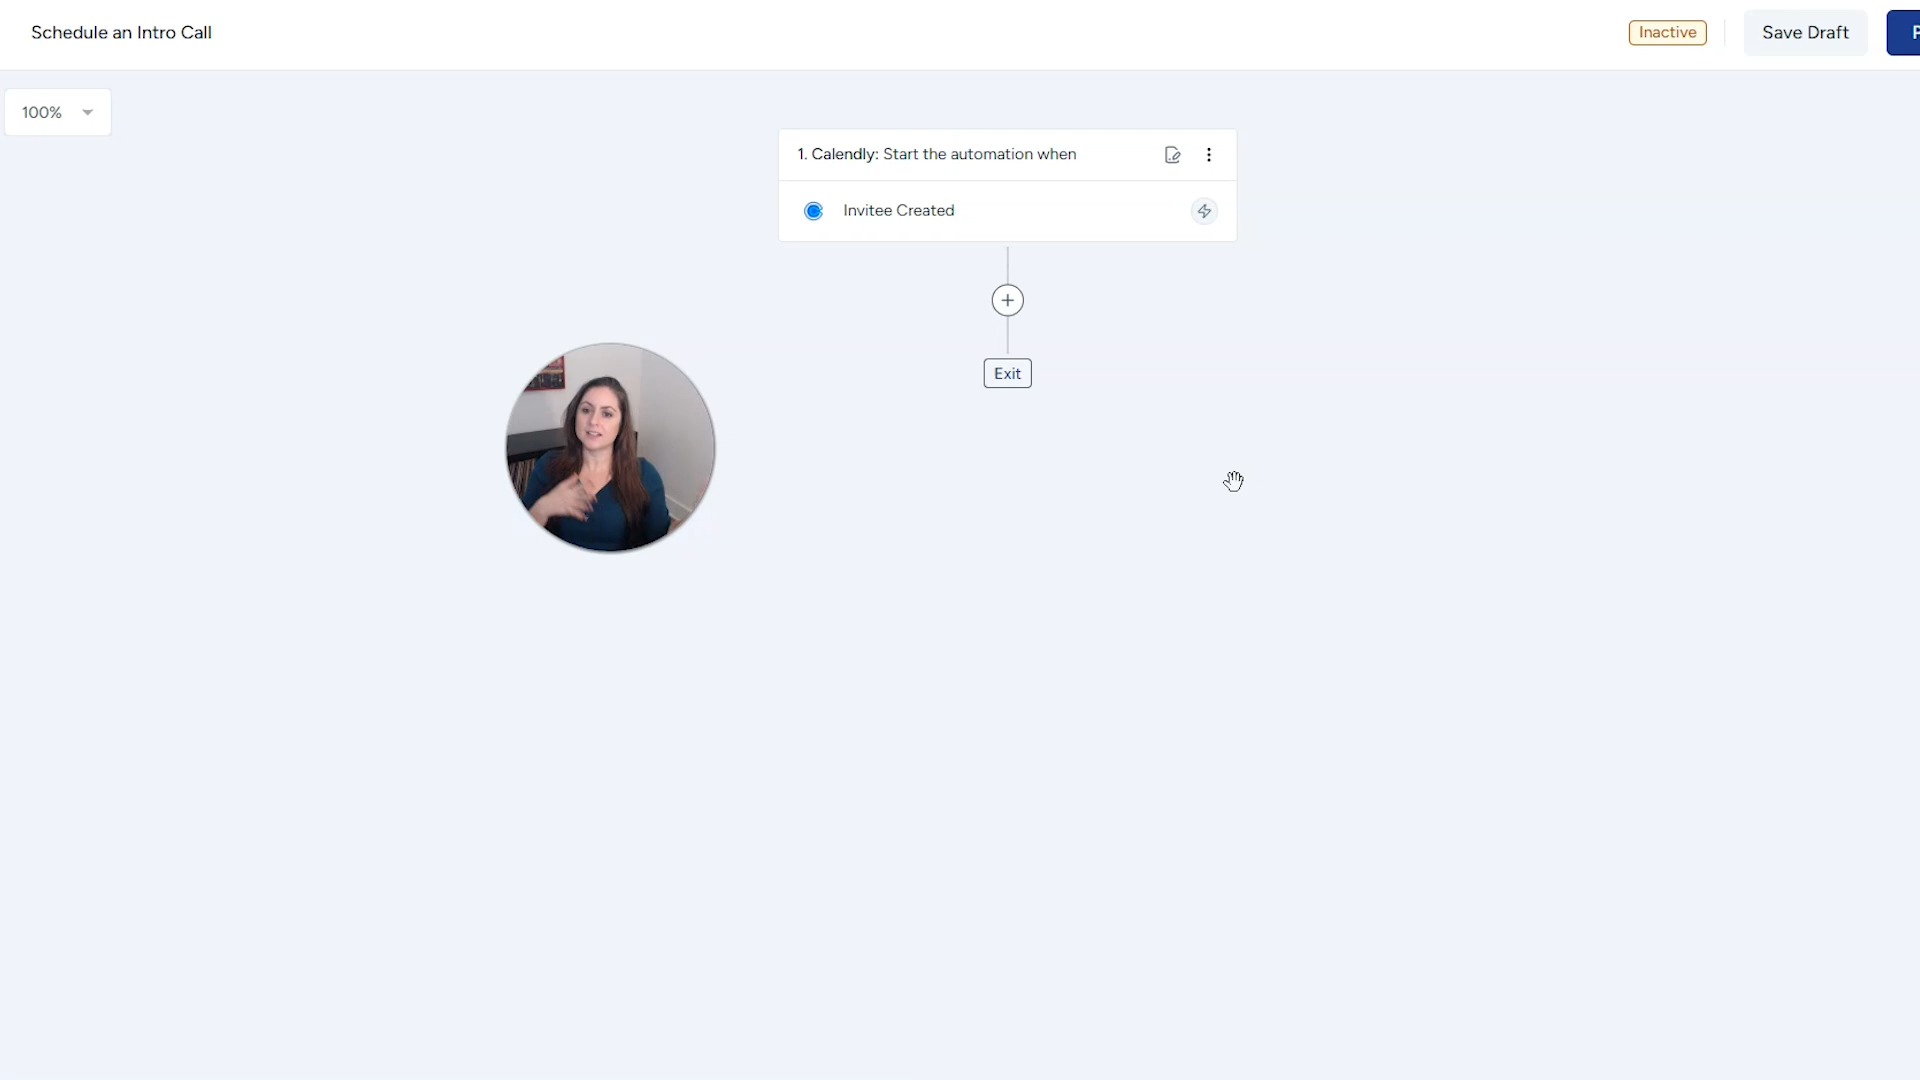 Schedule an Intro Call
Inactive
Save Draft
100%
1. Calendly: Start the automation when
Invitee Created
Exit